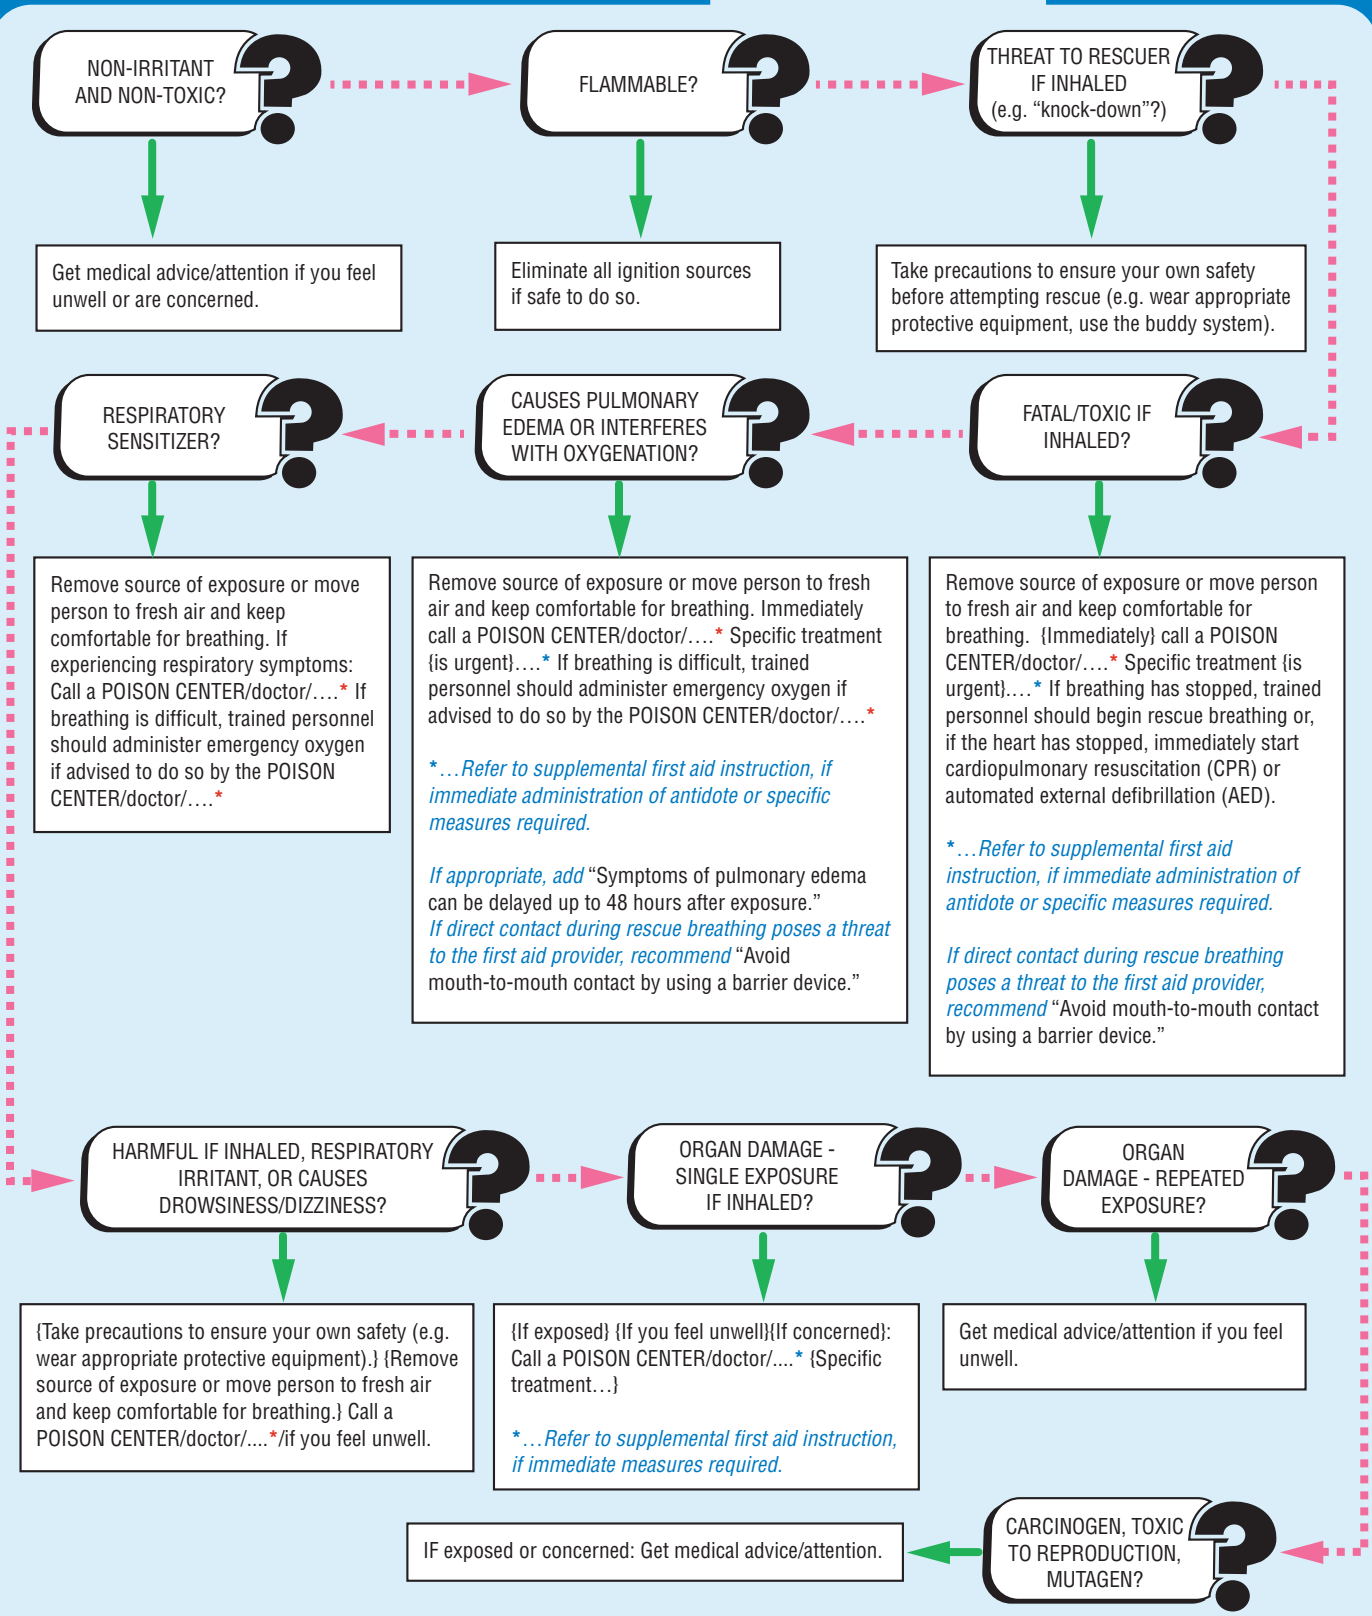 NON-IRRITANT
AND NON-TOXIC?
FLAMMABLE?
THREAT TO RESCUER
IF INHALED
(e.g. “knock-down”?)
Get medical advice/attention if you feel
unwell or are concerned.
Eliminate all ignition sources
if safe to do so.
Take precautions to ensure your own safety
before attempting rescue (e.g. wear appropriate
protective equipment, use the buddy system).
RESPIRATORY
SENSITIZER?
CAUSES PULMONARY
EDEMA OR INTERFERES
WITH OXYGENATION?
FATAL/TOXIC IF
INHALED?
Remove source of exposure or move
person to fresh air and keep
comfortable for breathing. If
experiencing respiratory symptoms:
Call a POISON CENTER/doctor/….* If
breathing is difficult, trained personnel
should administer emergency oxygen
if advised to do so by the POISON
CENTER/doctor/….*
Remove source of exposure or move person to fresh
air and keep comfortable for breathing. Immediately
call a POISON CENTER/doctor/….* Specific treatment
{is urgent}….* If breathing is difficult, trained
personnel should administer emergency oxygen if
advised to do so by the POISON CENTER/doctor/….*
*…Refer to supplemental first aid instruction, if
immediate administration of antidote or specific
measures required.
If appropriate, add “Symptoms of pulmonary edema
can be delayed up to 48 hours after exposure.”
If direct contact during rescue breathing poses a threat
to the first aid provider, recommend “Avoid
mouth-to-mouth contact by using a barrier device.”
Remove source of exposure or move person
to fresh air and keep comfortable for
breathing. {Immediately} call a POISON
CENTER/doctor/….* Specific treatment {is
urgent}.…* If breathing has stopped, trained
personnel should begin rescue breathing or,
if the heart has stopped, immediately start
cardiopulmonary resuscitation (CPR) or
automated external defibrillation (AED).
*…Refer to supplemental first aid
instruction, if immediate administration of
antidote or specific measures required.
If direct contact during rescue breathing
poses a threat to the first aid provider,
recommend “Avoid mouth-to-mouth contact
by using a barrier device.”
HARMFUL IF INHALED, RESPIRATORY
IRRITANT, OR CAUSES
DROWSINESS/DIZZINESS?
ORGAN DAMAGE -
SINGLE EXPOSURE
IF INHALED?
ORGAN
DAMAGE - REPEATED
EXPOSURE?
{Take precautions to ensure your own safety (e.g.
wear appropriate protective equipment).} {Remove
source of exposure or move person to fresh air
and keep comfortable for breathing.} Call a
POISON CENTER/doctor/....*/if you feel unwell.
{If exposed} {If you feel unwell}{If concerned}:
Call a POISON CENTER/doctor/....* {Specific
treatment…}
*…Refer to supplemental first aid instruction,
if immediate measures required.
Get medical advice/attention if you feel
unwell.
IF exposed or concerned: Get medical advice/attention.
CARCINOGEN, TOXIC
TO REPRODUCTION,
MUTAGEN?